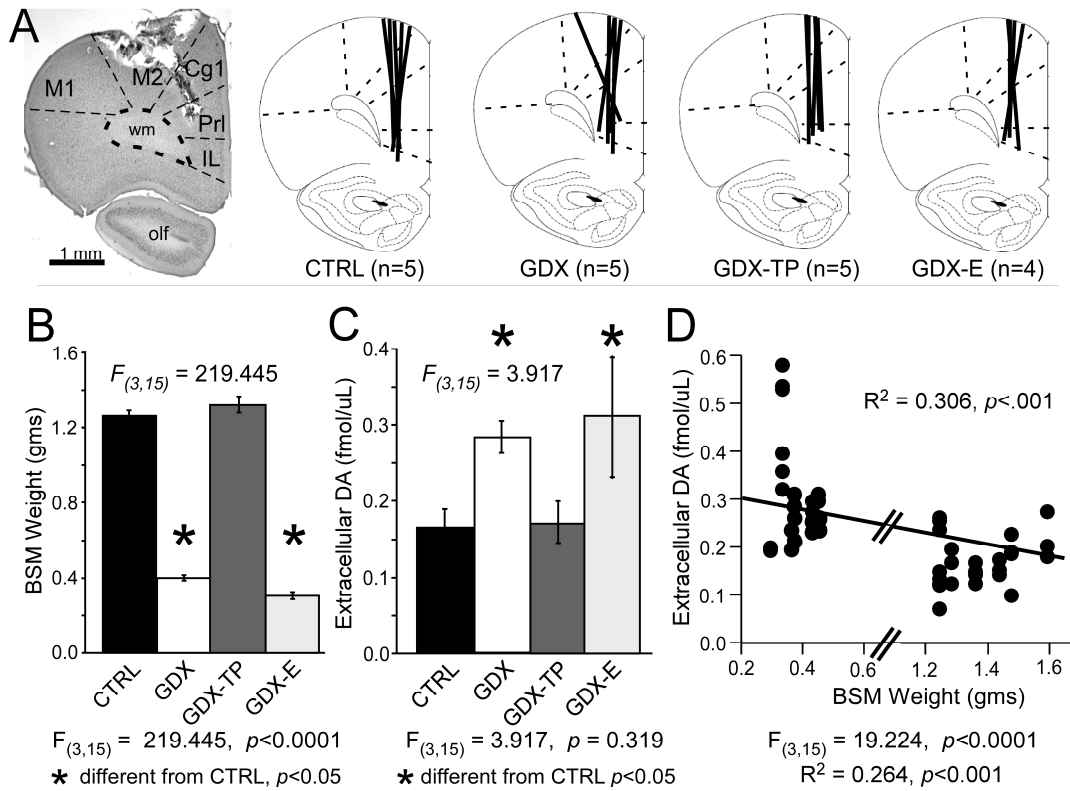 A
M1
M2
Cg1
wm
Prl
IL
olf
1 mm
CTRL (n=5)
GDX (n=5)
GDX-TP (n=5)
GDX-E (n=4)
B
BSM Weight (gms)
1.6
1.2
0.8
0.4
0.0
F(3,15) = 219.445
*
*
CTRL
GDX
GDX-TP
GDX-E
F(3,15) = 219.445, p<0.0001
* different from CTRL, p<0.05
C
Extracellular DA (fmol/uL)
0.4
0.3
0.2
0.1
0.0
F(3,15) = 3.917
*
*
CTRL
GDX
GDX-TP
GDX-E
F(3,15) = 3.917, p = 0.319
* different from CTRL p<0.05
D
Extracellular DA (fmol/uL)
0.6
0.5
0.4
0.3
0.2
0.1
0.0
R2 = 0.306, p<.001
0.2 0.4 0.6 1.2 1.4 1.6
BSM Weight (gms)
F(3,15) = 19.224, p<0.0001
R2 = 0.264, p<0.001